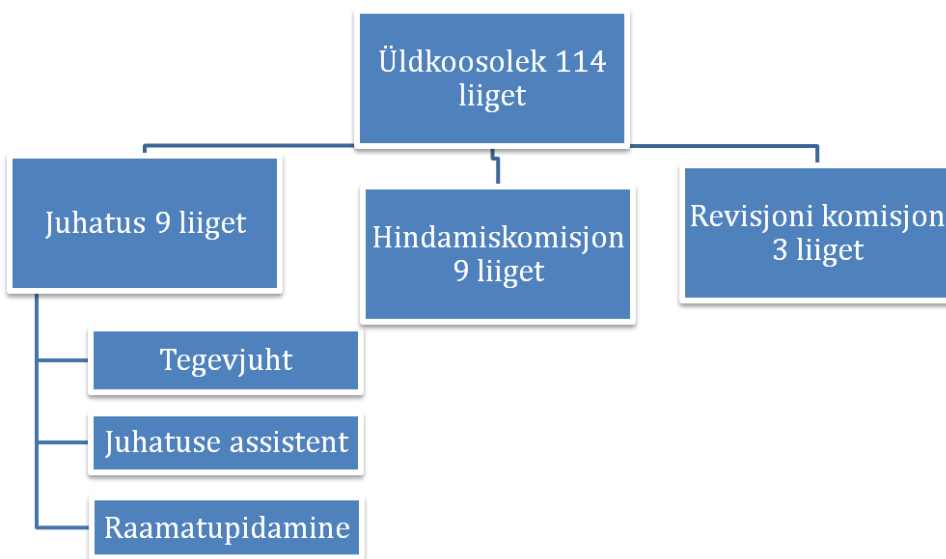 Üldkoosolek 114
liiget
Juhatus 9 liiget
Hindamiskomisjon
9 liiget
Revisjoni komisjon
3 liiget
Tegevjuht
Juhatuse assistent
Raamatupidamine